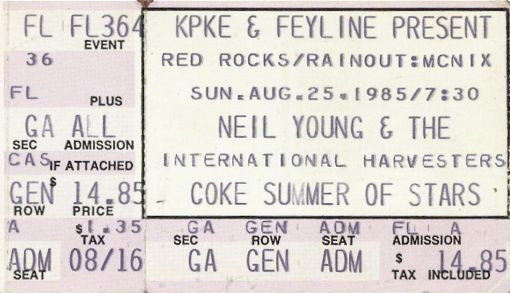 FL FL364
EVENT
36
FL
PLUS
GA ALL
SEC ADMISSION
CAS IF ATTACHED
$
GEN 14.85
ROW PRICE
A $1.35
TAX
ADM 08/16
SEAT
KPKE & FEYLINE PRESENT
RED ROCKS/RAINOUT:MCNIX
SUN.AUG.25.1985/7:30
NEIL YOUNG & THE
INTERNATIONAL HARVESTERS
COKE SUMMER OF STARS
GA GEN ADM FL A
SEC ROW SEAT ADMISSION
GA GEN ADM $ 14.85
TAX INCLUDED